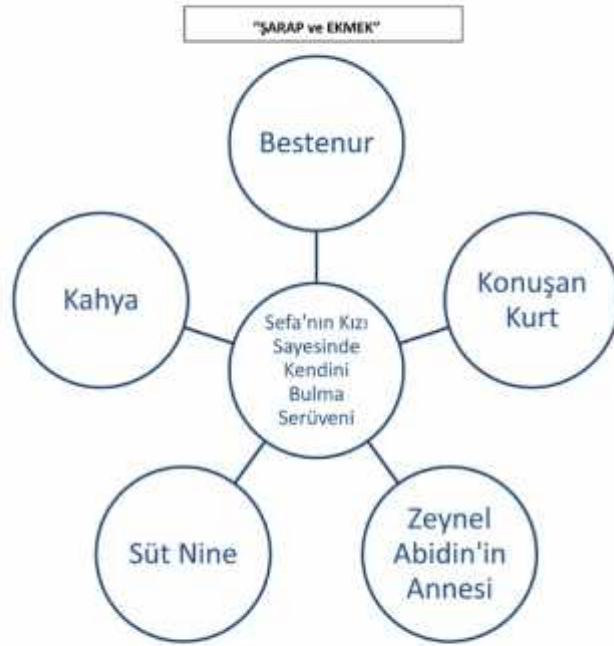 "ŞARAP ve EKMEK"
Bestenur
Kahya
Konuşan
Kurt
Sefa'nın Kızı
Sayesinde
Kendini
Bulma
Serüveni
Süt Nine
Zeynel
Abidin'in
Annesi